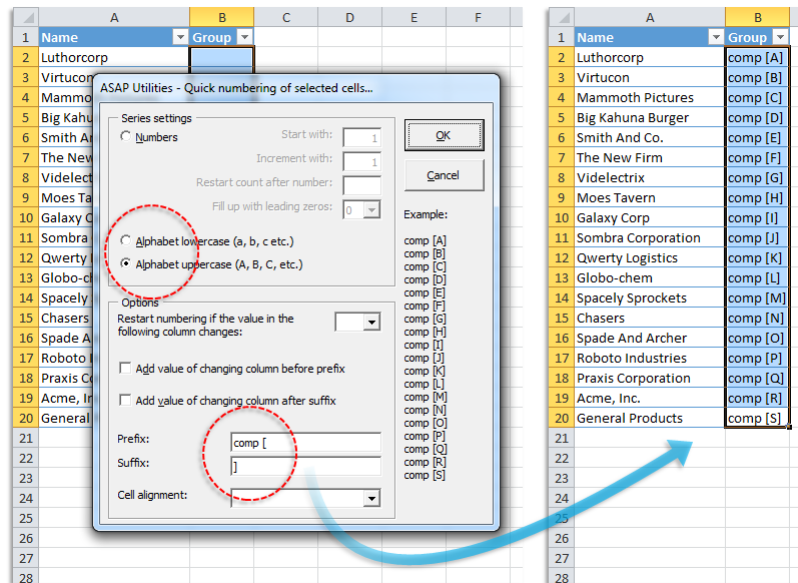 A B C D E F
1 Name Group
2 Luthorcorp
3 Virtucon
4 Mammoth Pictures
5 Big Kahu
6 Smith An
7 The New
8 Videlect
9 Moes Ta
10 Galaxy C
11 Sombra
12 Qwerty
13 Globo-ch
14 Spacely
15 Chasers
16 Spade A
17 Roboto I
18 Praxis Co
19 Acme, In
20 General
21
22
23
24
25
26
27
28
ASAP Utilities - Quick numbering of selected cells...
Series settings
Numbers
Start with: 1
Increment with: 1
Restart count after number:
Fill up with leading zeros: 0
Alphabet lowercase (a, b, c etc.)
Alphabet uppercase (A, B, C, etc.)
Options
Restart numbering if the value in the
following column changes:
Add value of changing column before prefix
Add value of changing column after suffix
Prefix: comp [
Suffix: ]
Cell alignment:
OK
Cancel
Example:
comp [A]
comp [B]
comp [C]
comp [D]
comp [E]
comp [F]
comp [G]
comp [H]
comp [I]
comp [J]
comp [K]
comp [L]
comp [M]
comp [N]
comp [O]
comp [P]
comp [Q]
comp [R]
comp [S]
A B
1 Name Group
2 Luthorcorp comp [A]
3 Virtucon comp [B]
4 Mammoth Pictures comp [C]
5 Big Kahuna Burger comp [D]
6 Smith And Co. comp [E]
7 The New Firm comp [F]
8 Videlectrix comp [G]
9 Moes Tavern comp [H]
10 Galaxy Corp comp [I]
11 Sombra Corporation comp [J]
12 Qwerty Logistics comp [K]
13 Globo-chem comp [L]
14 Spacely Sprockets comp [M]
15 Chasers comp [N]
16 Spade And Archer comp [O]
17 Roboto Industries comp [P]
18 Praxis Corporation comp [Q]
19 Acme, Inc. comp [R]
20 General Products comp [S]
21
22
23
24
25
26
27
28